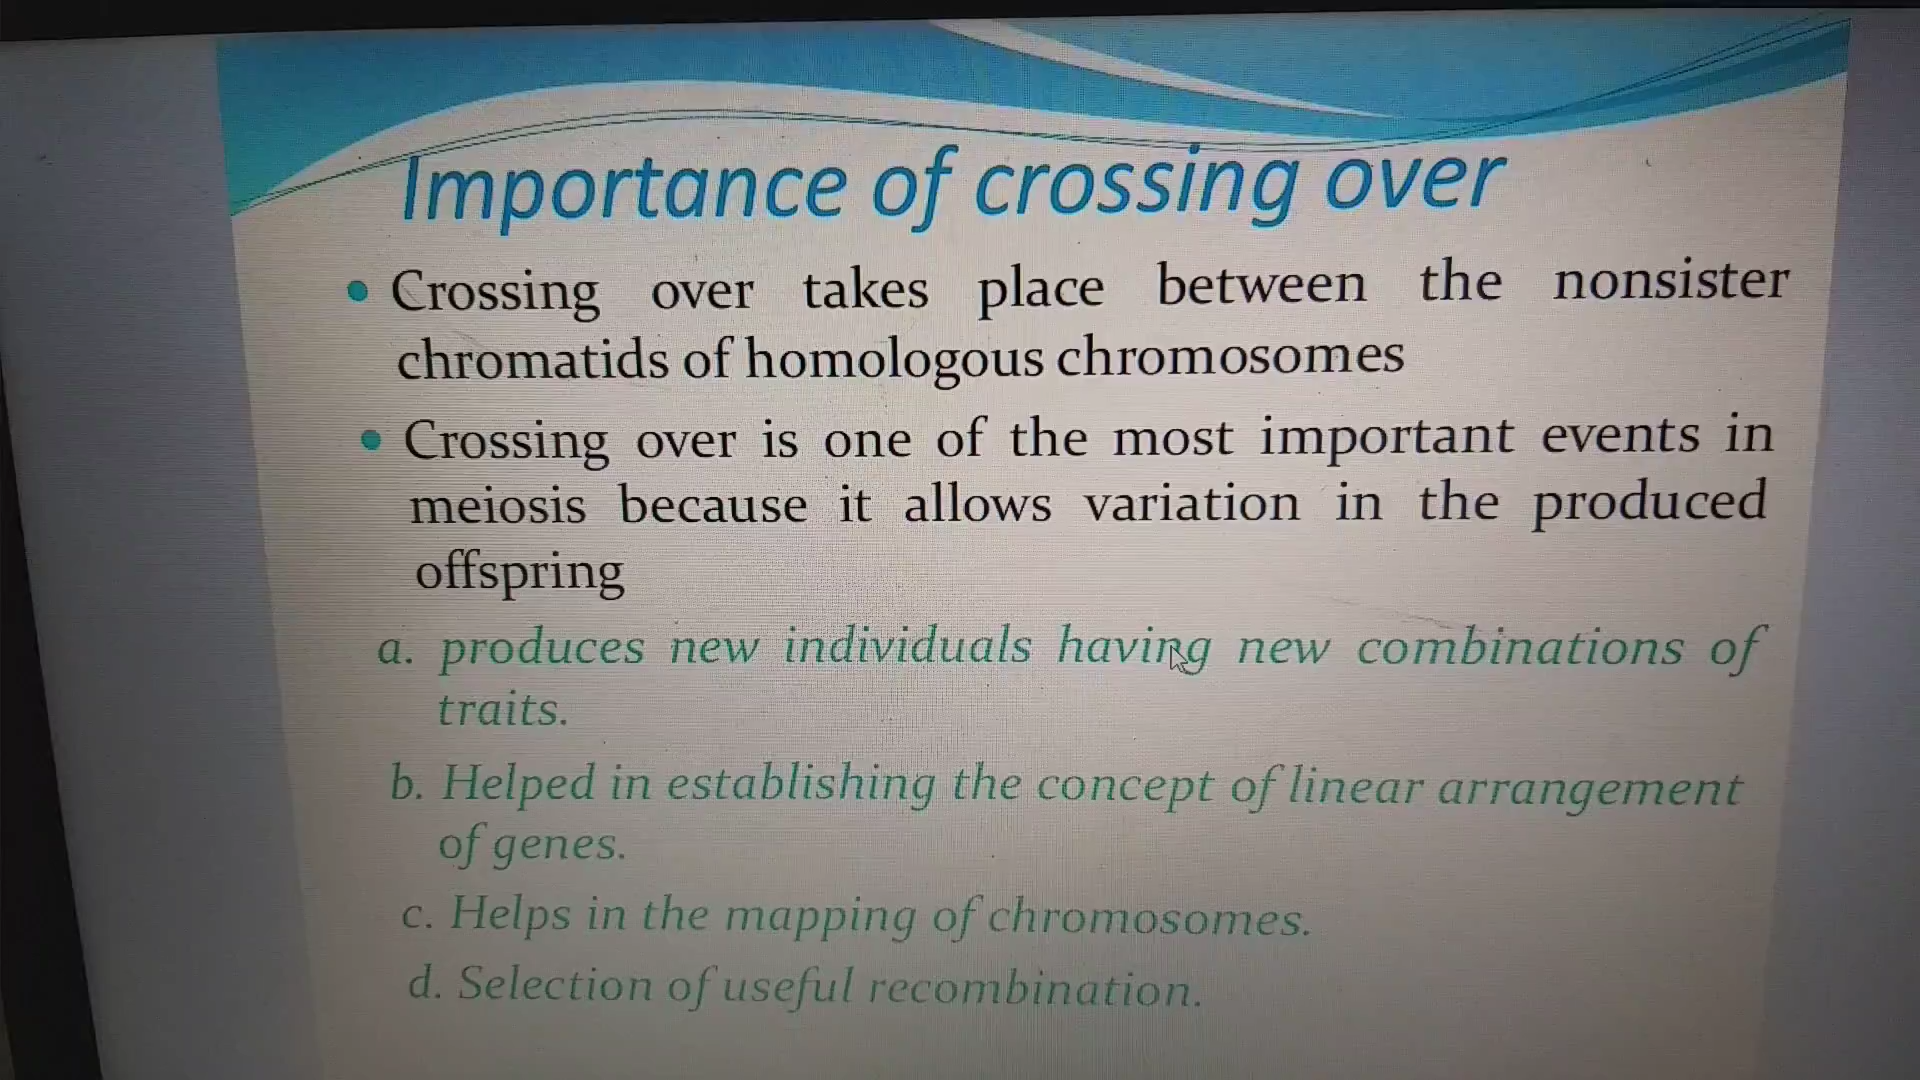 Importance of crossing over
• Crossing over takes place between the nonsister
chromatids of homologous chromosomes
• Crossing over is one of the most important events in
meiosis because it allows variation in the produced
offspring
a. produces new individuals having new combinations of
traits.
b. Helped in establishing the concept of linear arrangement
of genes.
c. Helps in the mapping of chromosomes.
d. Selection of useful recombination.